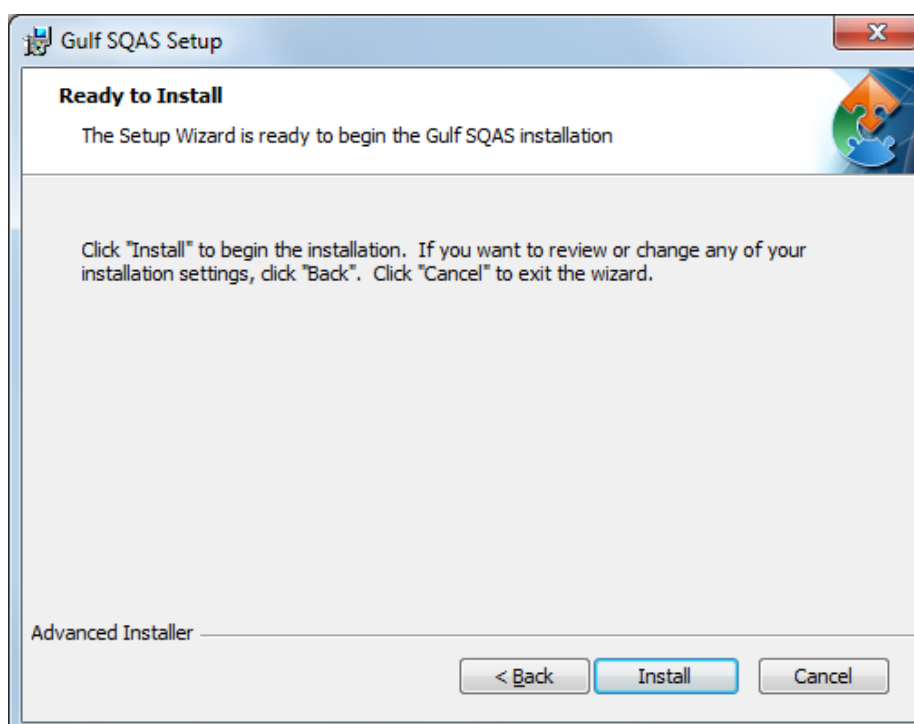 Gulf SQAS Setup
Ready to Install
The Setup Wizard is ready to begin the Gulf SQAS installation
Click "Install" to begin the installation.  If you want to review or change any of your
installation settings, click "Back".  Click "Cancel" to exit the wizard.
Advanced Installer
< Back
Install
Cancel